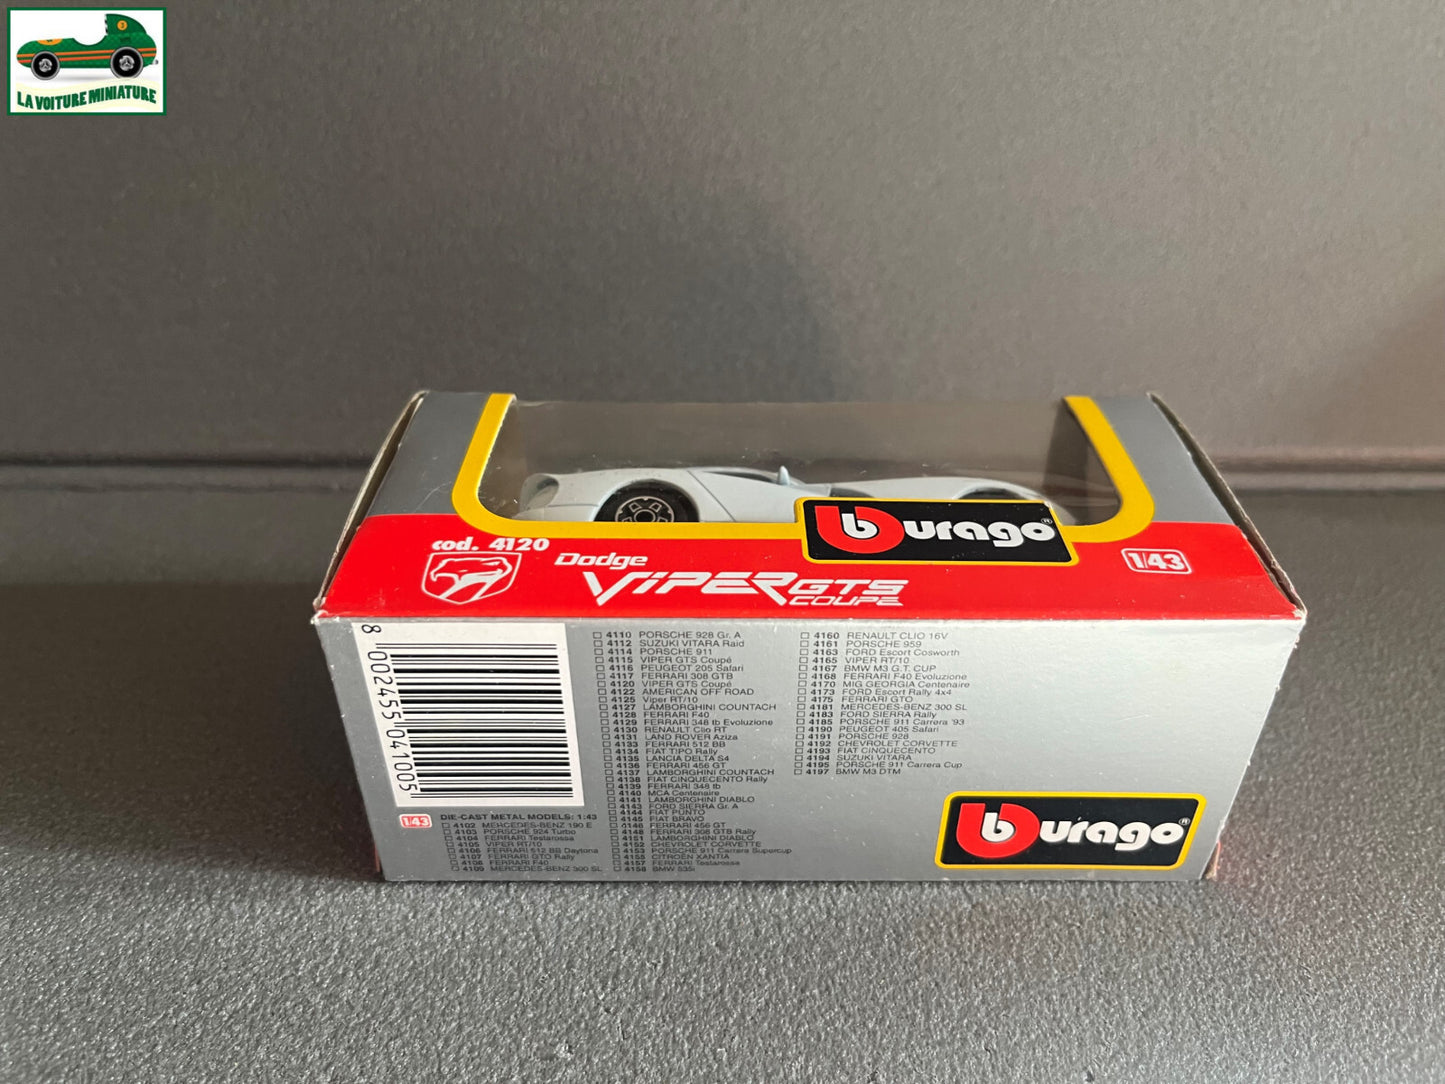 LA VOITURE MINIATURE
burago®
cod. 4120
Dodge
VIPER GTS
COUPE
1/43
8 002455 041005
4110 PORSCHE 928 Gr. A
4112 SUZUKI VITARA Raid
4114 PORSCHE 911
4115 VIPER GTS Coupé
4116 PEUGEOT 205 Safari
4117 FERRARI 308 GTB
4120 VIPER GTS Coupé
4122 AMERICAN OFF ROAD
4125 Viper RT/10
4127 LAMBORGHINI COUNTACH
4128 FERRARI F40
4129 FERRARI 348 tb Evoluzione
4130 RENAULT Clio RT
4131 LAND ROVER Aziza
4133 FERRARI 512 BB
4134 FIAT TIPO Rally
4135 LANCIA DELTA S4
4136 FERRARI 456 GT
4137 LAMBORGHINI COUNTACH
4138 FIAT CINQUECENTO Rally
4139 FERRARI 348 tb
4140 MCA Centenaire
4141 LAMBORGHINI DIABLO
4143 FORD SIERRA Gr. A
4144 FIAT PUNTO
4145 FIAT BRAVO
4146 FERRARI 456 GT
4148 FERRARI 308 GTB Rally
4151 LAMBORGHINI DIABLO
4152 CHEVROLET CORVETTE
4153 PORSCHE 911 Carrera Supercup
4156 CITROËN XANTIA
4157 FERRARI Testarossa
4158 BMW 535i
4160 RENAULT CLIO 16V
4161 PORSCHE 959
4163 FORD Escort Cosworth
4165 VIPER RT/10
4167 BMW M3 G.T. CUP
4168 FERRARI F40 Evoluzione
4170 MIG GEORGIA Centenaire
4173 FORD Escort Rally 4x4
4175 FERRARI GTO
4181 MERCEDES-BENZ 300 SL
4183 FORD SIERRA Rally
4185 PORSCHE 911 Carrera '93
4190 PEUGEOT 405 Safari
4191 PORSCHE 928
4192 CHEVROLET CORVETTE
4193 FIAT CINQUECENTO
4194 SUZUKI VITARA
4195 PORSCHE 911 Carrera Cup
4197 BMW M3 DTM
1/43 DIE-CAST METAL MODELS: 1:43
4102 MERCEDES-BENZ 190 E
4103 PORSCHE 924 Turbo
4104 FERRARI Testarossa
4105 VIPER RT/10
4106 FERRARI 512 BB Daytona
4107 FERRARI GTO Rally
4108 FERRARI F40
4109 MERCEDES-BENZ 300 SL
burago®